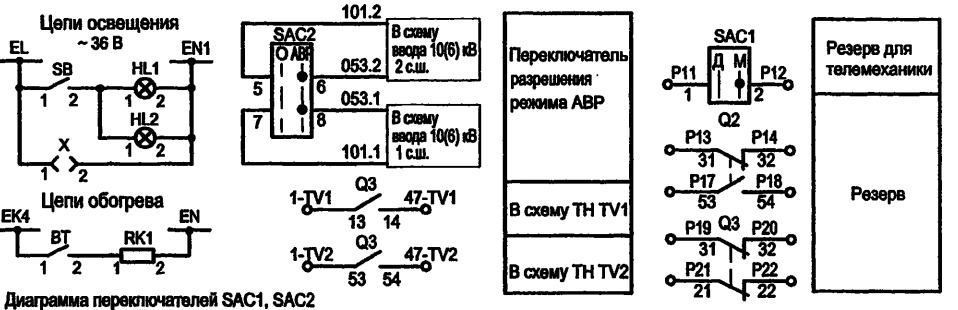 Цепи освещения
~ 36 В
EL
EN1
SB
HL1
1 2
1 2
HL2
1 2
X
1 2
Цепи обогрева
EK4
EN
BT
RK1
1 2
1 2
Диаграмма переключателей SAC1, SAC2
101.2
SAC2
О АВР
5
6
053.2
В схему
ввода 10(6) кВ
2 с.ш.
7
8
053.1
В схему
ввода 10(6) кВ
1 с.ш.
101.1
1-TV1
Q3
47-TV1
13 14
1-TV2
Q3
47-TV2
53 54
Переключатель
разрешения
режима АВР
В схему ТН TV1
В схему ТН TV2
SAC1
Д М
P11
P12
1
2
Q2
P13
P14
31
32
P17
P18
53
54
P19
Q3
P20
31
32
P21
P22
21
22
Резерв для
телемеханики
Резерв